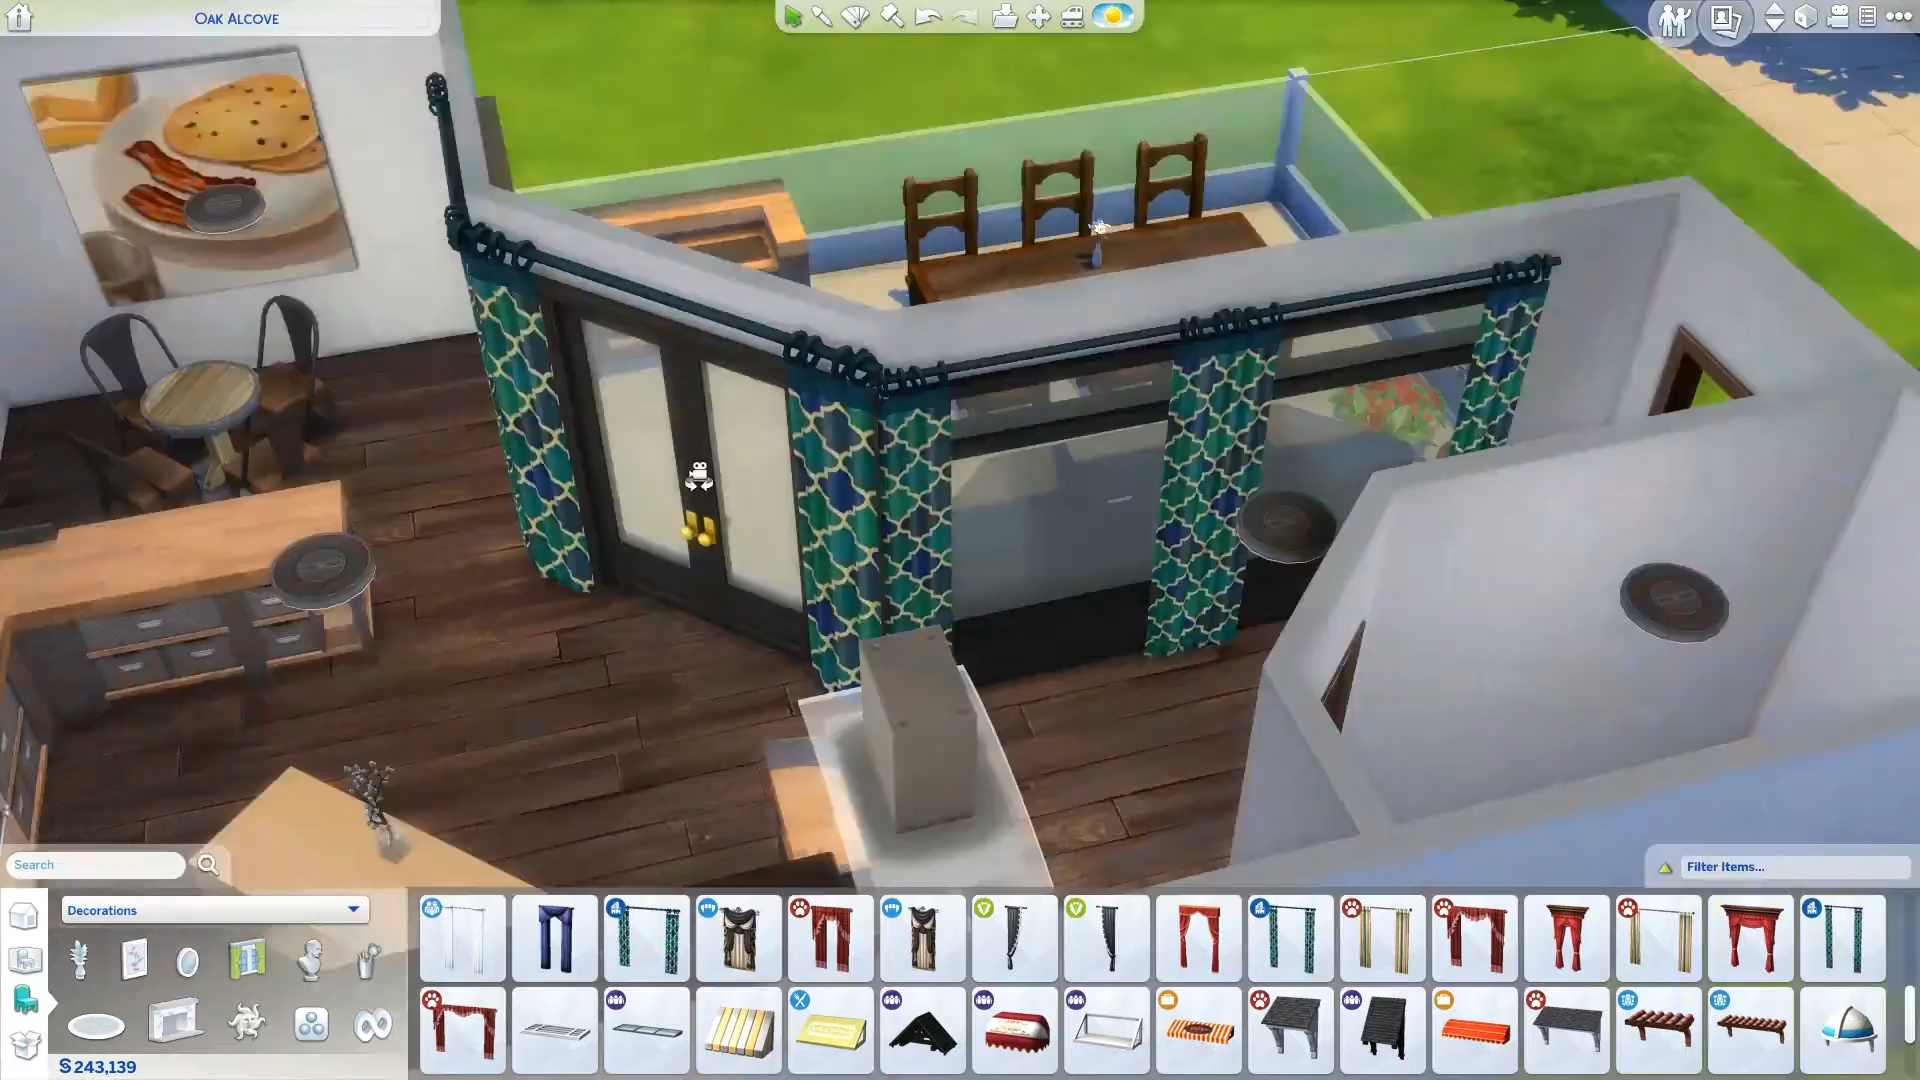 Oak Alcove
Search
Filter Items...
Decorations
§243,139